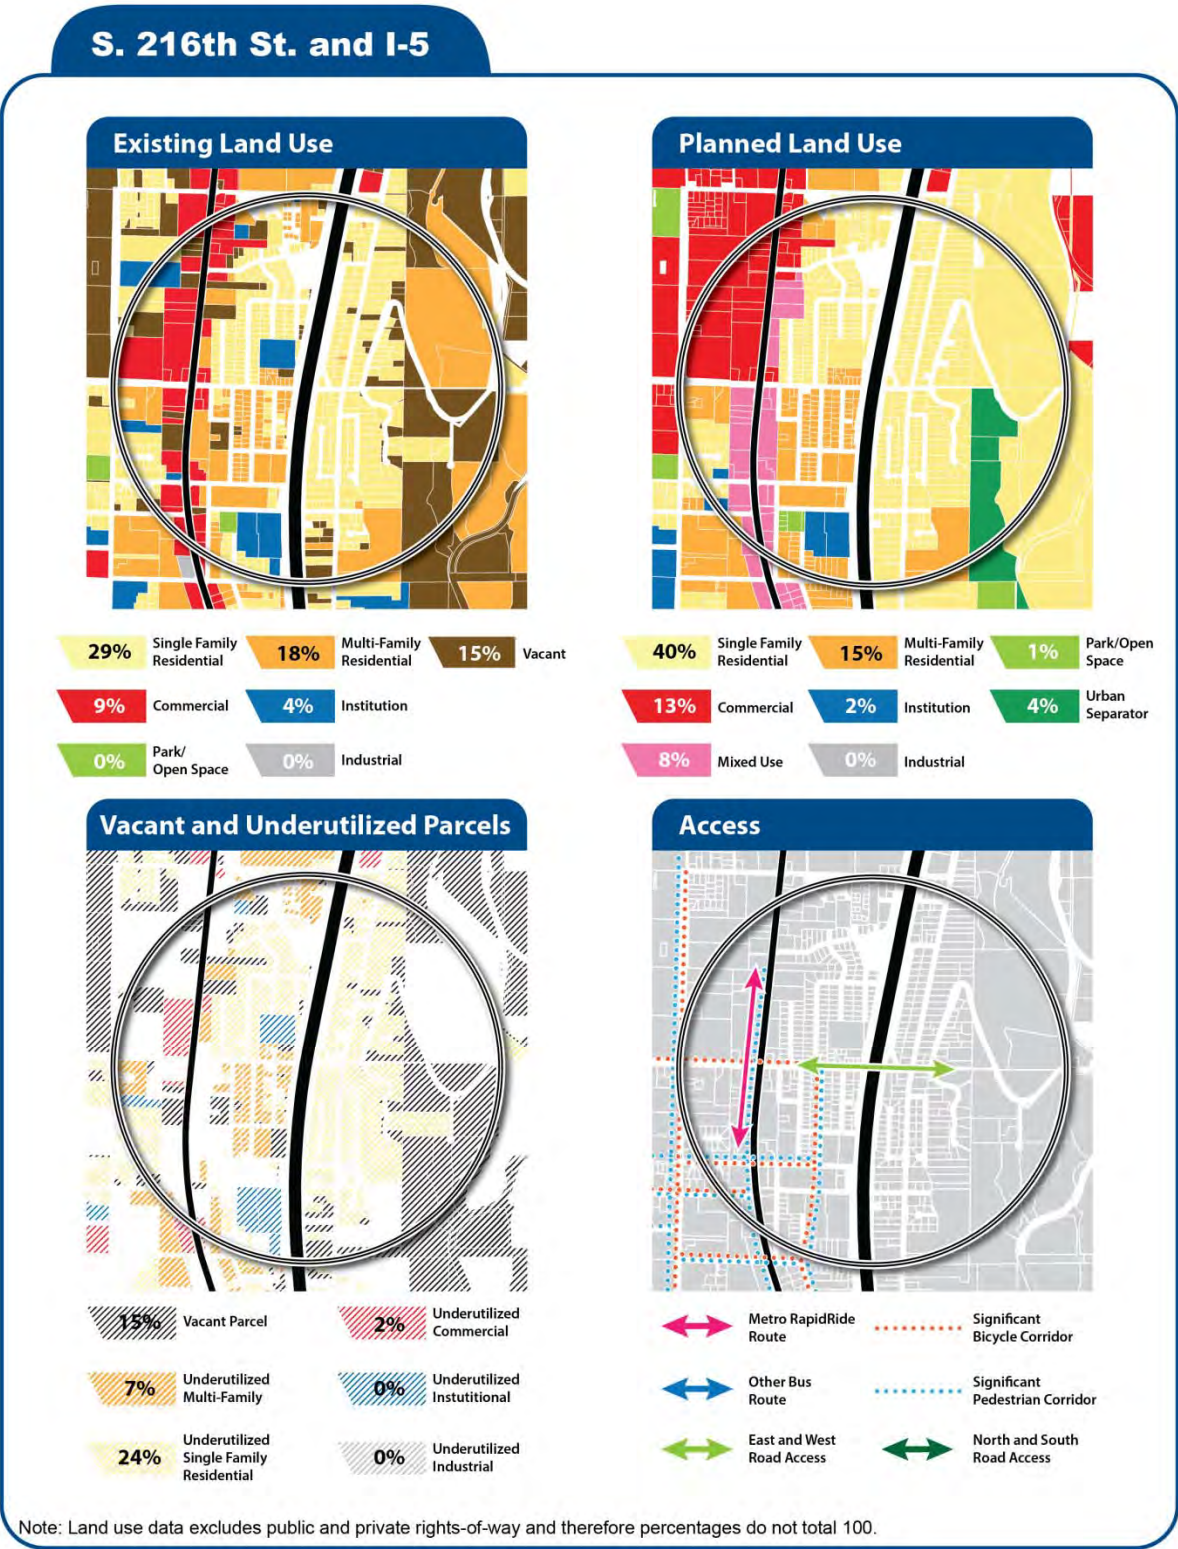 S. 216th St. and I-5
Existing Land Use
Planned Land Use
29%
Single Family
Residential
18%
Multi-Family
Residential
15%
Vacant
9%
Commercial
4%
Institution
0%
Park/
Open Space
0%
Industrial
40%
Single Family
Residential
15%
Multi-Family
Residential
1%
Park/Open
Space
13%
Commercial
2%
Institution
4%
Urban
Separator
8%
Mixed Use
0%
Industrial
Vacant and Underutilized Parcels
Access
15%
Vacant Parcel
2%
Underutilized
Commercial
7%
Underutilized
Multi-Family
0%
Underutilized
Instutitional
24%
Underutilized
Single Family
Residential
0%
Underutilized
Industrial
Metro RapidRide
Route
Significant
Bicycle Corridor
Other Bus
Route
Significant
Pedestrian Corridor
East and West
Road Access
North and South
Road Access
Note: Land use data excludes public and private rights-of-way and therefore percentages do not total 100.